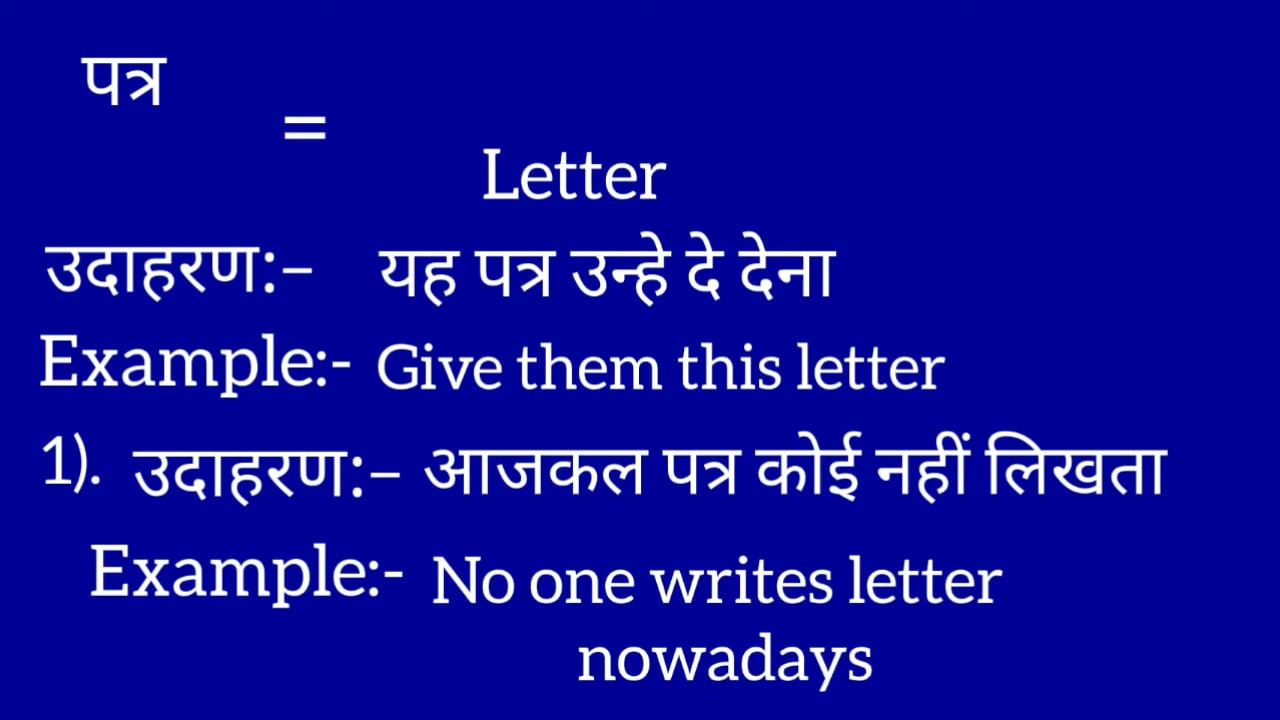 पत्र
=
Letter
उदाहरण:– यह पत्र उन्हे दे देना
Example:- Give them this letter
1). उदाहरण:– आजकल पत्र कोई नहीं लिखता
Example:- No one writes letter
nowadays